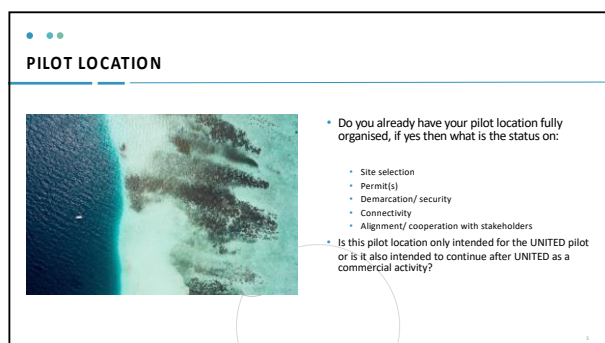 PILOT LOCATION
• Do you already have your pilot location fully
organised, if yes then what is the status on:
• Site selection
• Permit(s)
• Demarcation/ security
• Connectivity
• Alignment/ cooperation with stakeholders
• Is this pilot location only intended for the UNITED pilot
or is it also intended to continue after UNITED as a
commercial activity?